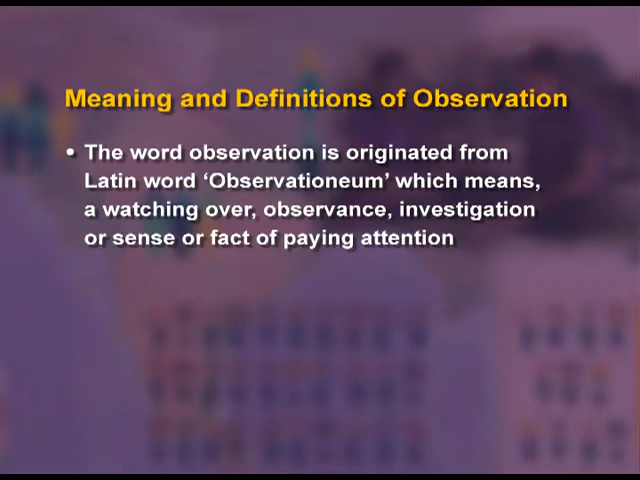 Meaning and Definitions of Observation
• The word observation is originated from
Latin word ‘Observationeum’ which means,
a watching over, observance, investigation
or sense or fact of paying attention